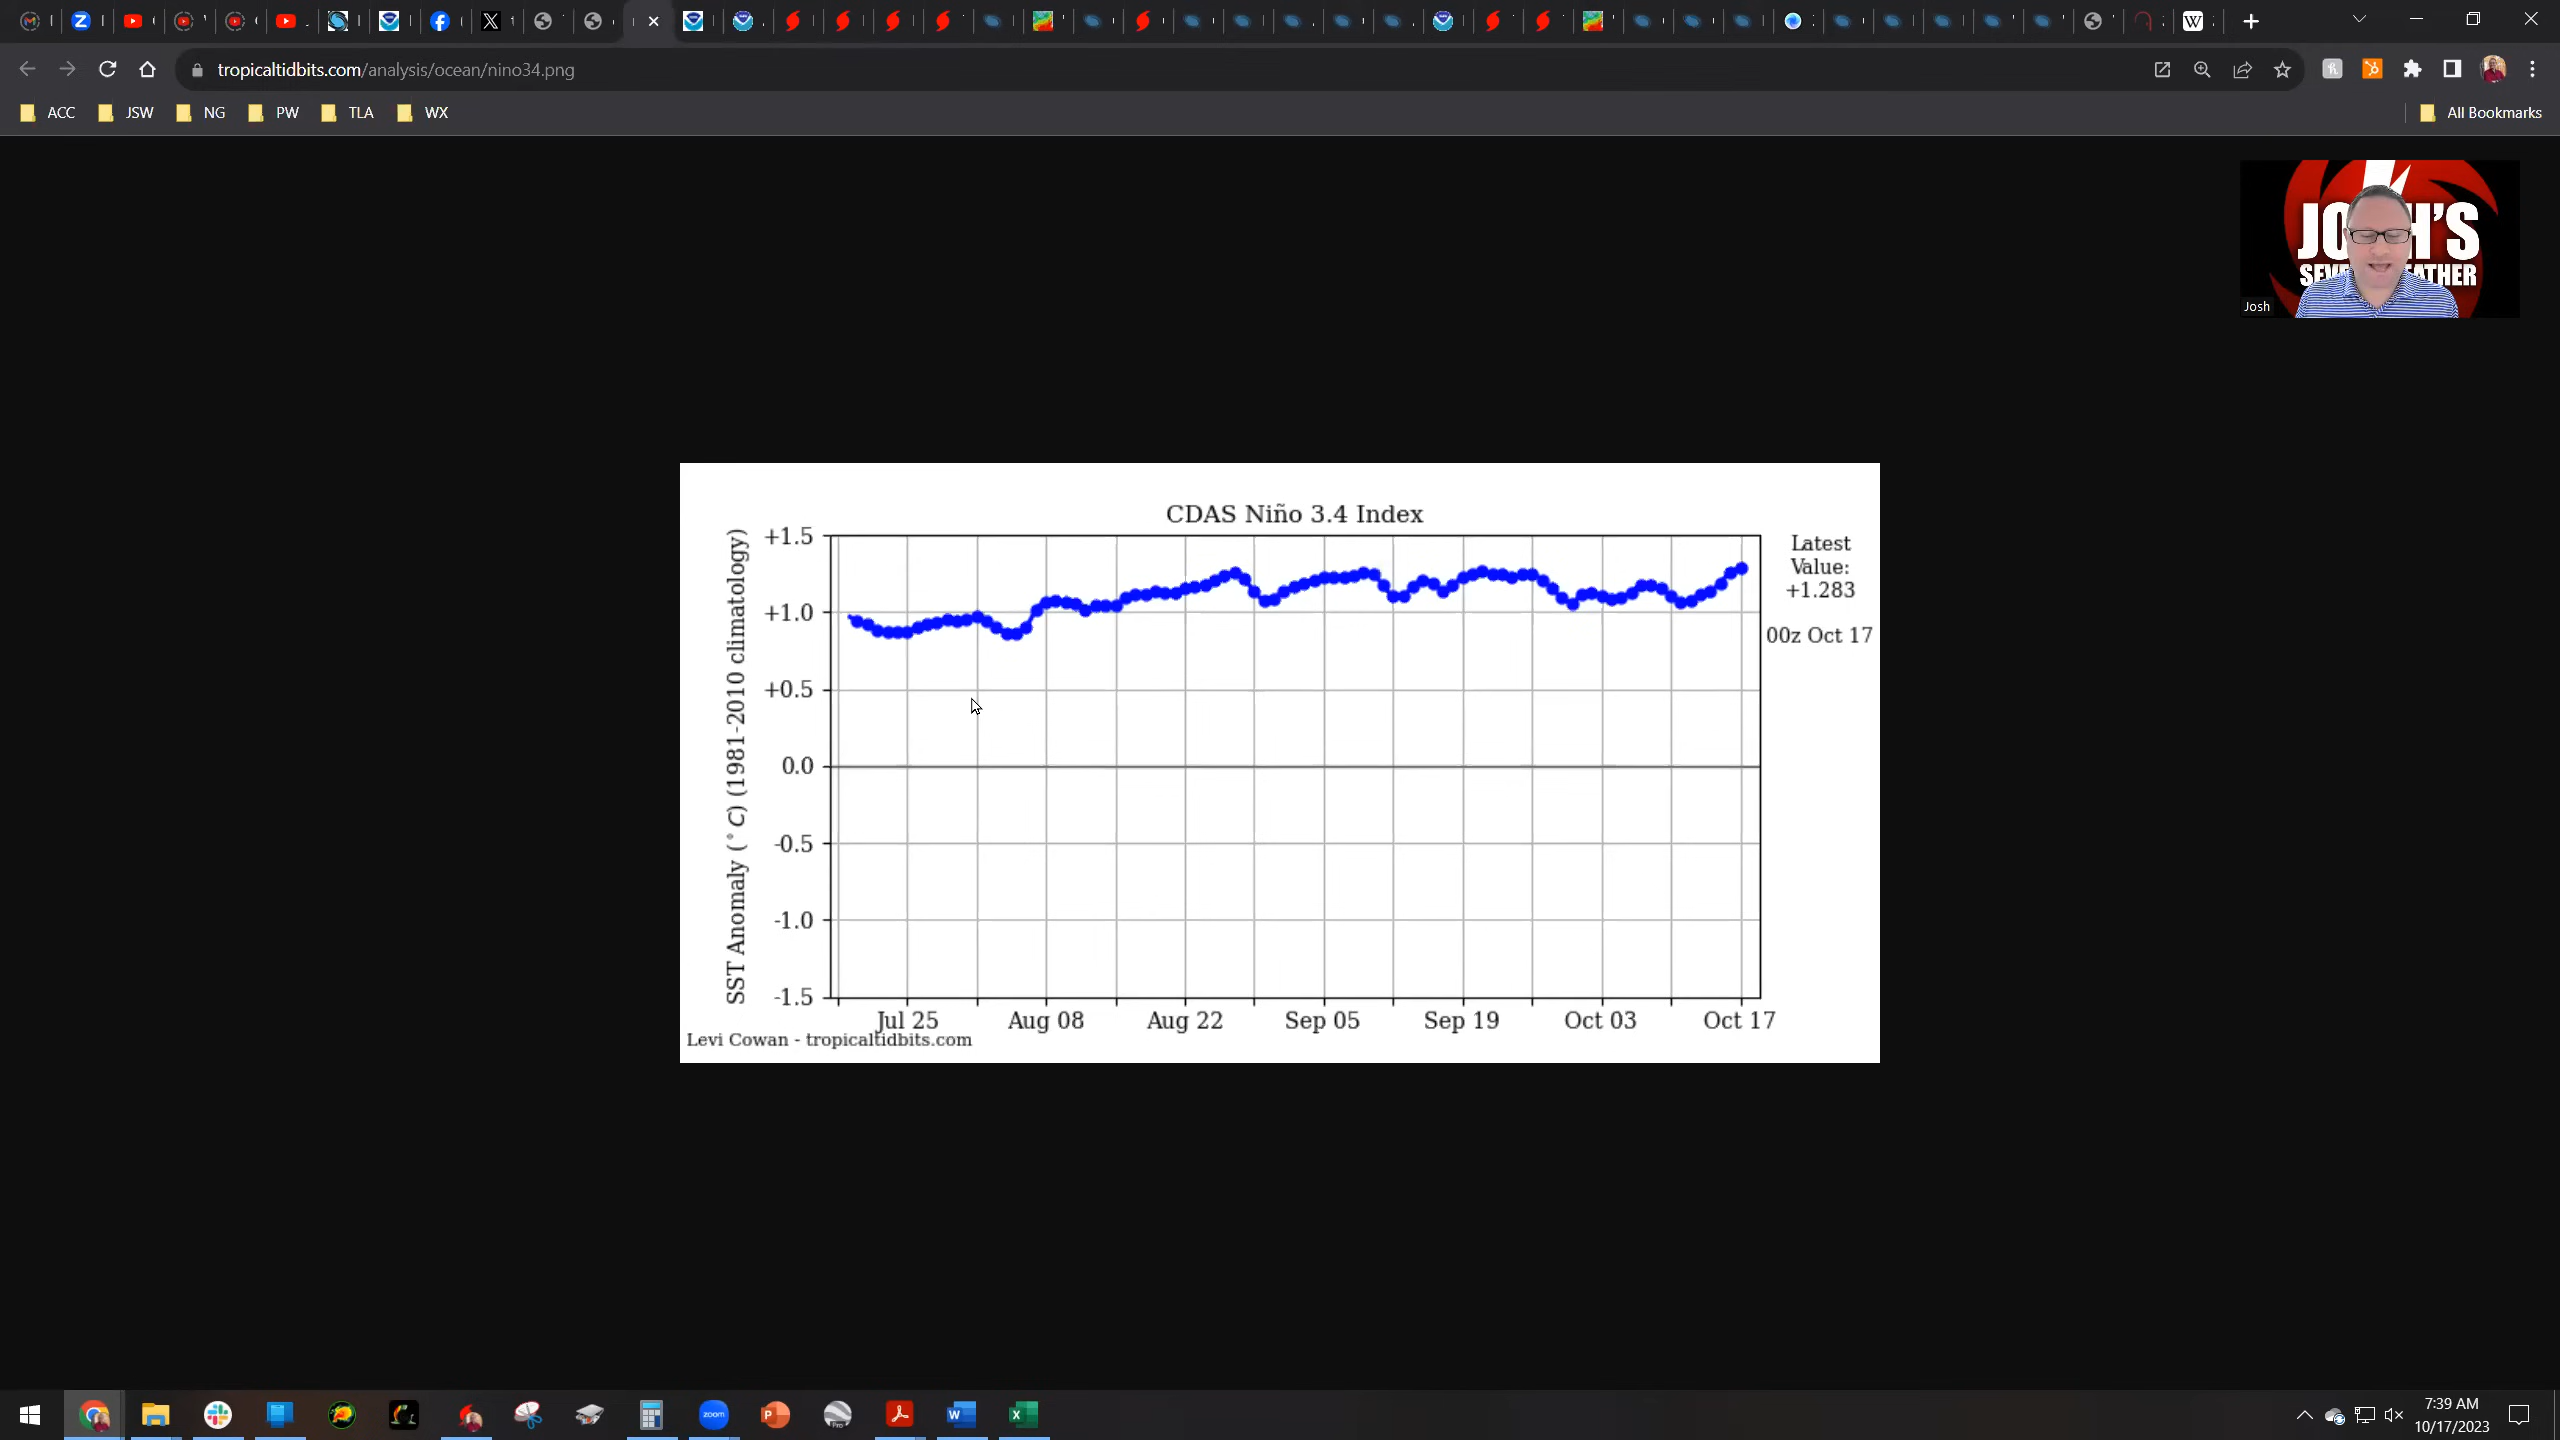 tropicaltidbits.com/analysis/ocean/nino34.png
ACC
JSW
NG
PW
TLA
WX
All Bookmarks
Josh
CDAS Niño 3.4 Index
SST Anomaly (°C) (1981-2010 climatology)
+1.5
+1.0
+0.5
0.0
-0.5
-1.0
-1.5
Jul 25
Aug 08
Aug 22
Sep 05
Sep 19
Oct 03
Oct 17
Latest
Value:
+1.283
00z Oct 17
Levi Cowan - tropicaltidbits.com
zoom
7:39 AM
10/17/2023